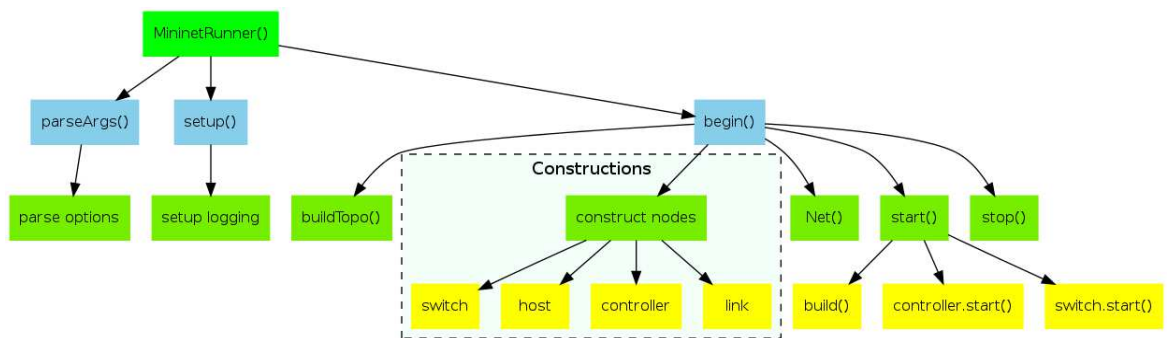 MininetRunner()
parseArgs()
setup()
begin()
Constructions
parse options
setup logging
buildTopo()
construct nodes
Net()
start()
stop()
switch
host
controller
link
build()
controller.start()
switch.start()